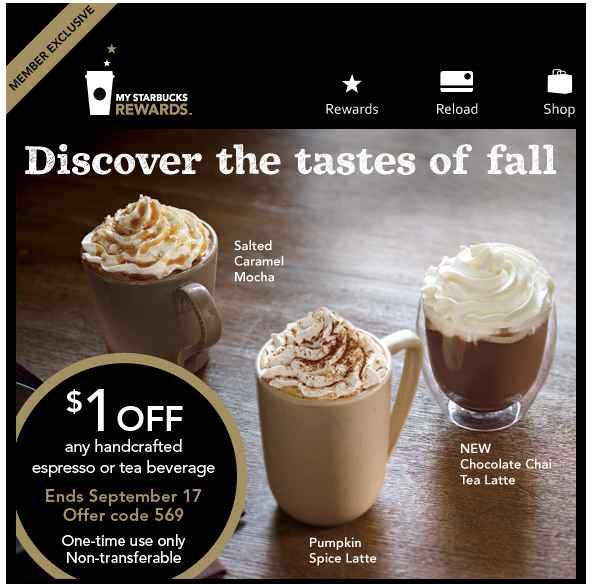 MEMBER EXCLUSIVE
MY STARBUCKS
REWARDS™
Rewards
Reload
Shop
Discover the tastes of fall
Salted
Caramel
Mocha
NEW
Chocolate Chai
Tea Latte
Pumpkin
Spice Latte
$1 OFF
any handcrafted
espresso or tea beverage
Ends September 17
Offer code 569
One-time use only
Non-transferable